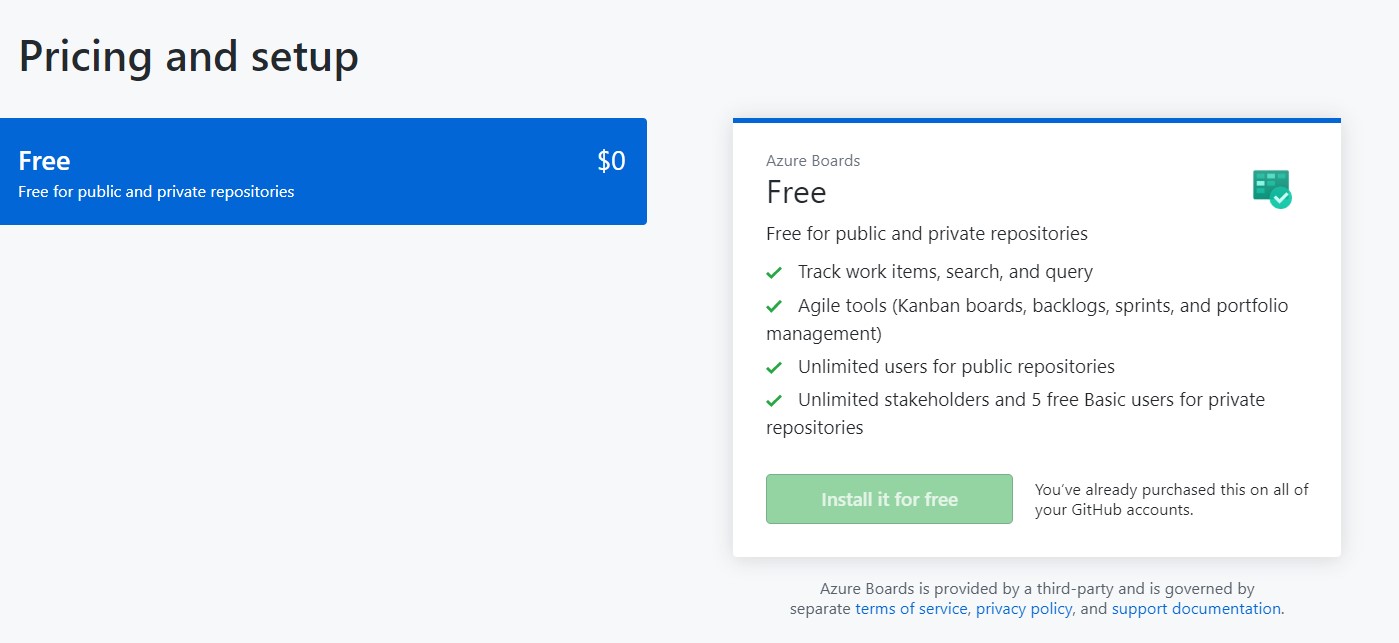 Pricing and setup
Free
$0
Free for public and private repositories
Azure Boards
Free
Free for public and private repositories
Track work items, search, and query
Agile tools (Kanban boards, backlogs, sprints, and portfolio
management)
Unlimited users for public repositories
Unlimited stakeholders and 5 free Basic users for private
repositories
Install it for free
You’ve already purchased this on all of
your GitHub accounts.
Azure Boards is provided by a third-party and is governed by
separate terms of service, privacy policy, and support documentation.